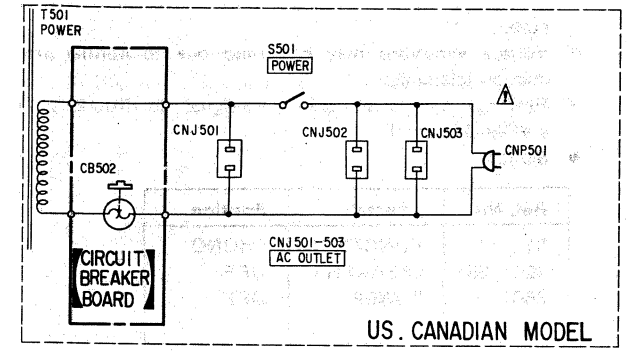 T501
POWER
S501
POWER
CNJ501
CNJ502
CNJ503
CNP501
CB502
CNJ501-503
AC OUTLET
CIRCUIT
BREAKER
BOARD
US. CANADIAN MODEL